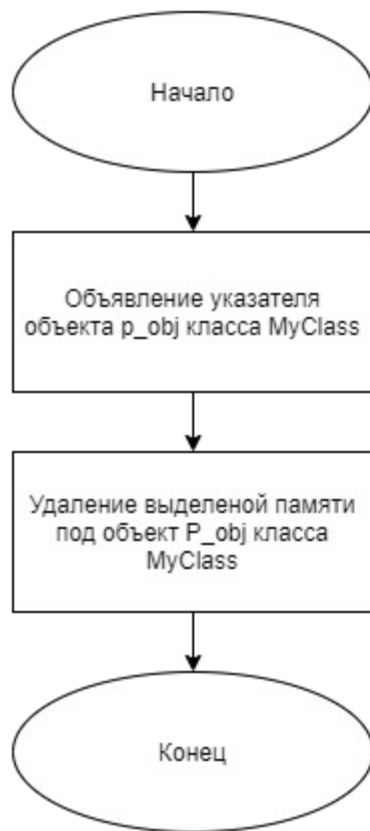 Начало
Объявление указателя
объекта p_obj класса MyClass
Удаление выделеной памяти
под объект P_obj класса
MyClass
Конец